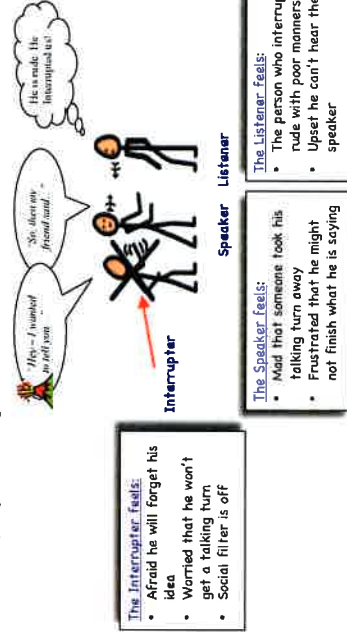 "Hey – I wanted
to tell you
"So, then my
friend said.. "
He is rude He
Interrupted us!
Interrupter
Speaker
Listener
The Interrupter feels:
• Afraid he will forget his
idea
• Worried that he won't
get a talking turn
• Social filter is off
The Speaker feels:
• Mad that someone took his
talking turn away
• Frustrated that he might
not finish what he is saying
The Listener feels:
• The person who interrup
rude with poor manners
• Upset he can't hear the
speaker